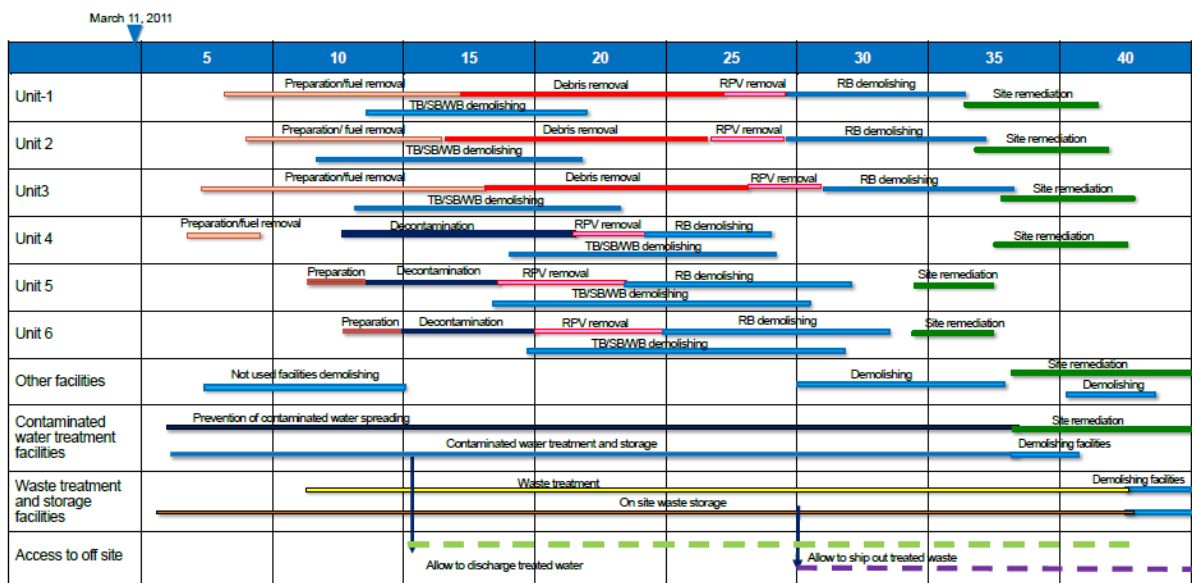 March 11, 2011
5 10 15 20 25 30 35 40
Preparation/fuel removal Debris removal RPV removal RB demolishing
Unit-1 Site remediation
TB/SB/WB demolishing
Preparation/ fuel removal Debris removal RPV removal RB demolishing
Unit 2 Site remediation
TB/SB/WB demolishing
Preparation/fuel removal Debris removal RPV removal RB demolishing
Unit3 Site remediation
TB/SB/WB demolishing
Preparation/fuel removal Decontamination RPV removal RB demolishing
Unit 4 Site remediation
TB/SB/WB demolishing
Preparation Decontamination RPV removal RB demolishing
Unit 5 Site remediation
TB/SB/WB demolishing
Preparation Decontamination RPV removal RB demolishing Site remediation
Unit 6
TB/SB/WB demolishing
Site remediation
Other facilities Not used facilities demolishing Demolishing
Demolishing
Contaminated Prevention of contaminated water spreading Site remediation
water treatment Contaminated water treatment and storage Demolishing facilities
facilities
Waste treatment Waste treatment Demolishing facilities
and storage On site waste storage
facilities
Access to off site Allow to discharge treated water Allow to ship out treated waste